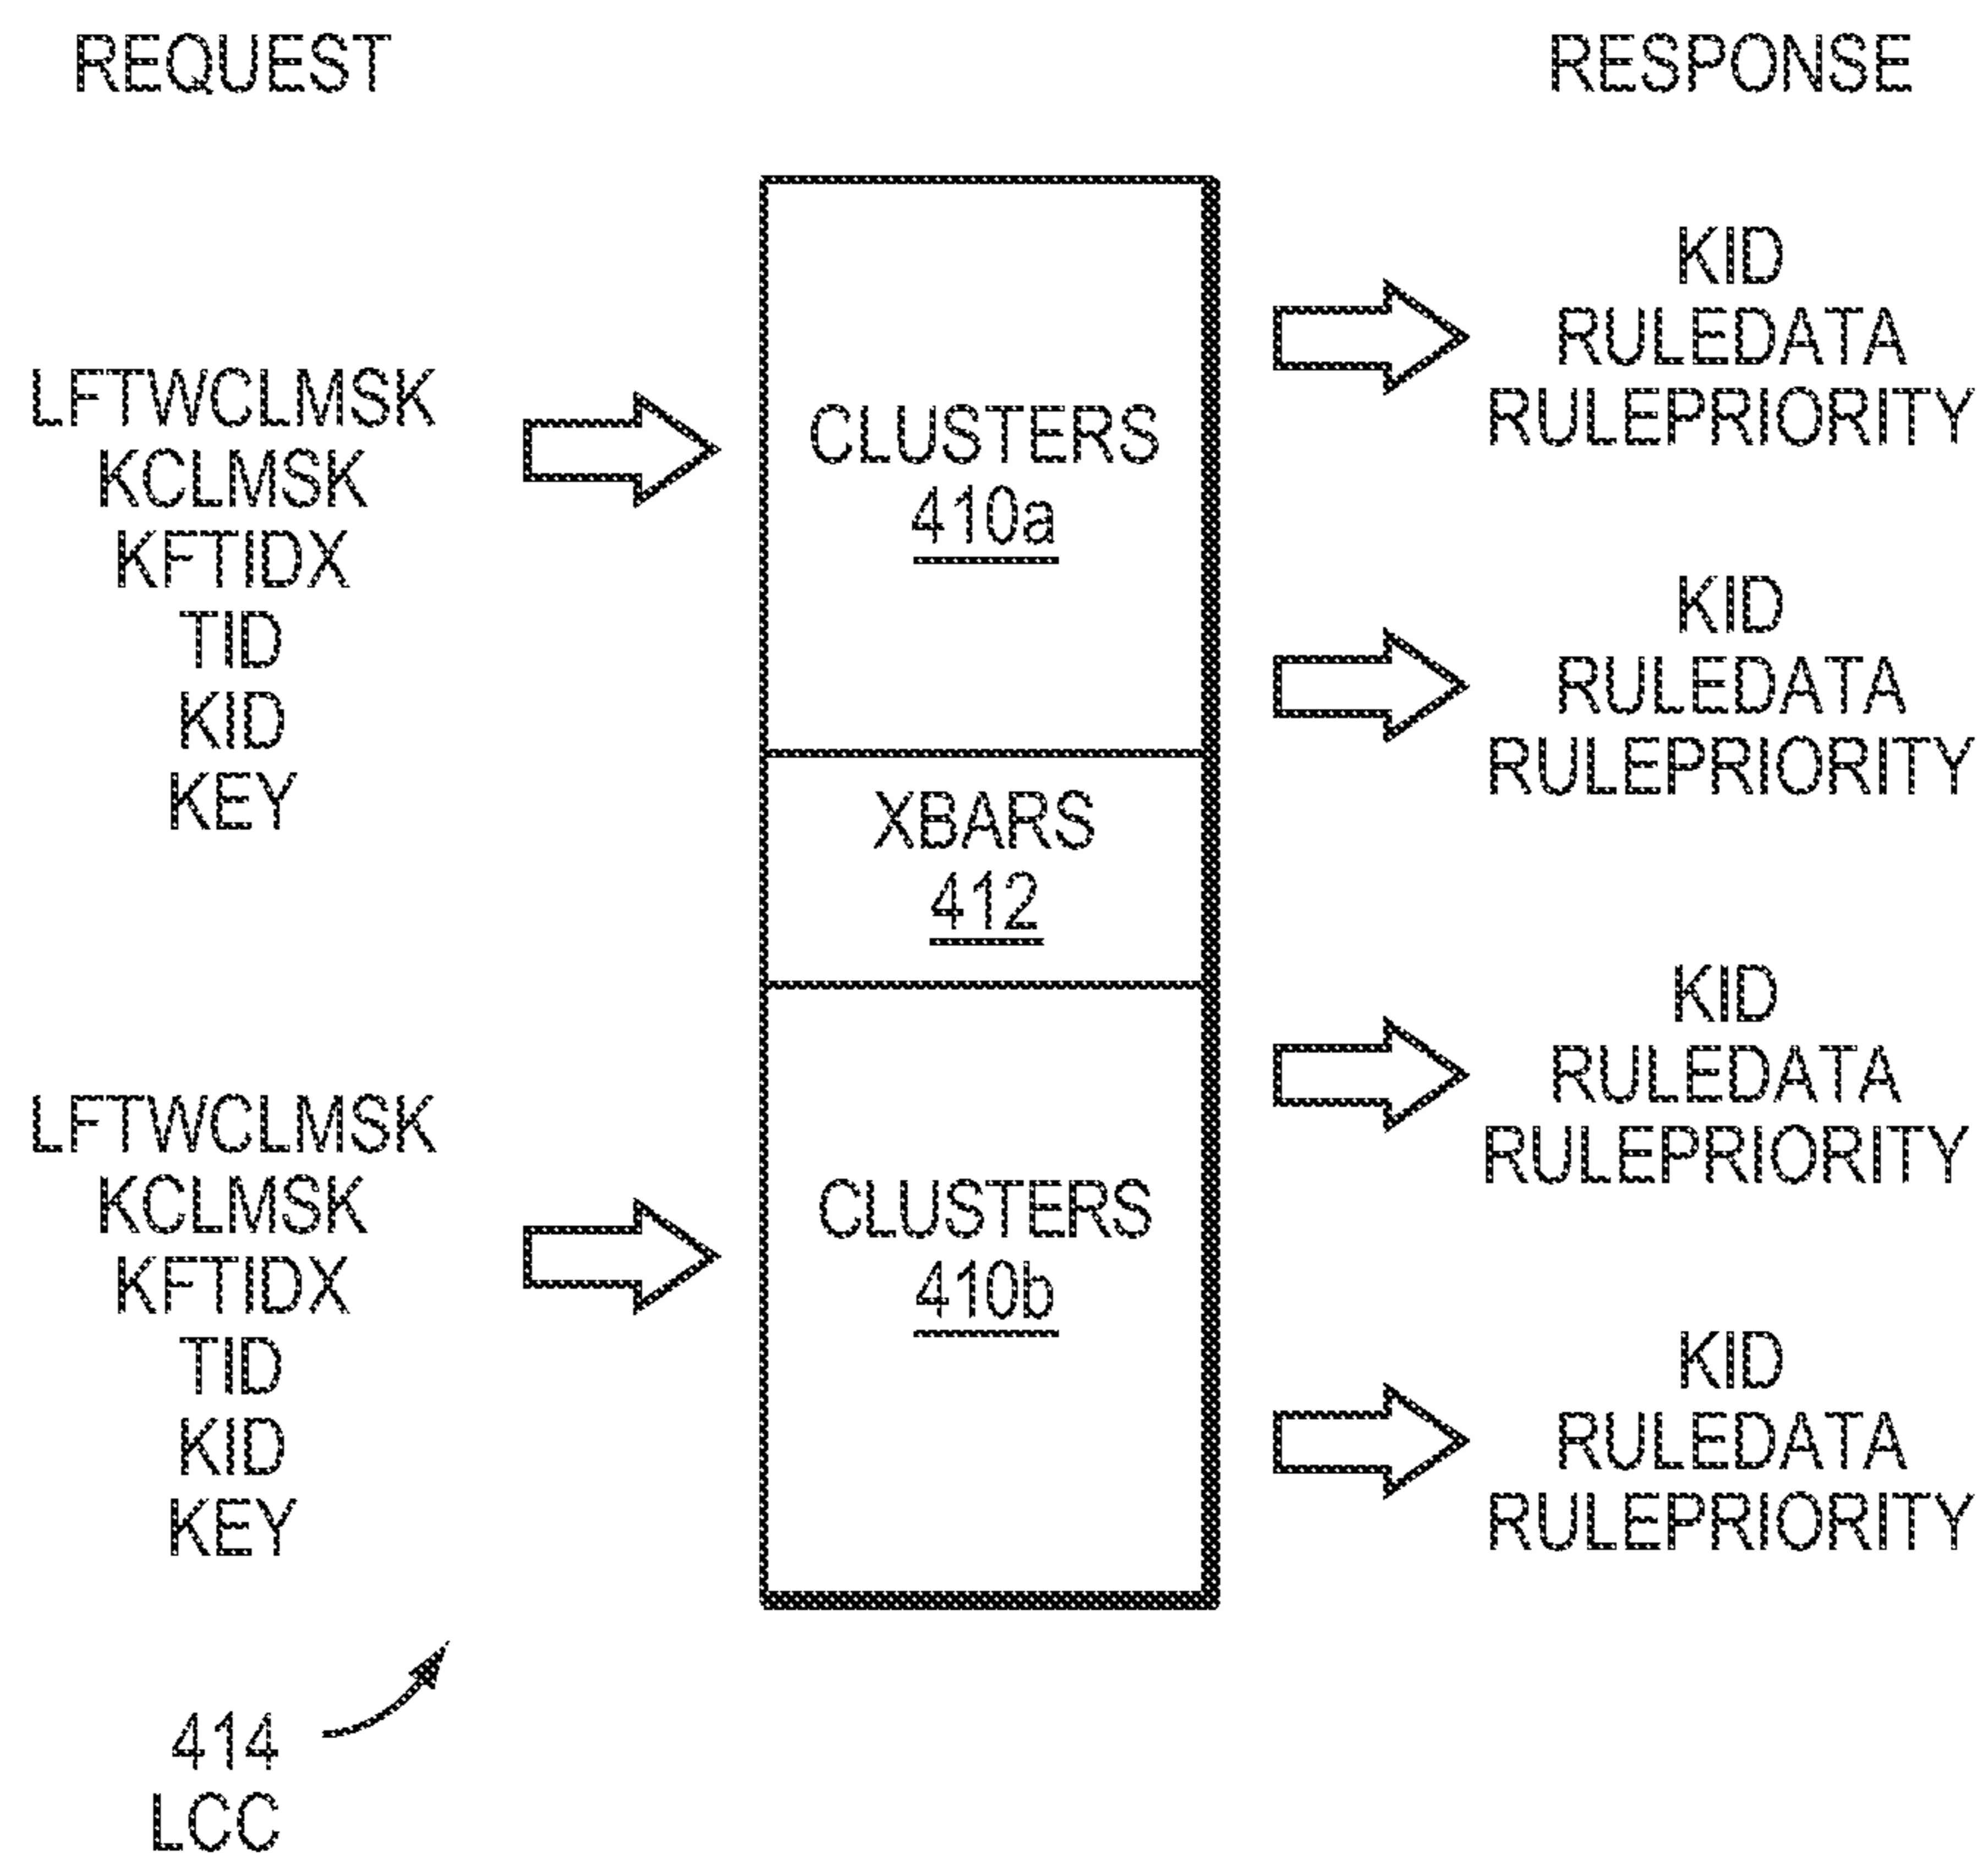 REQUEST
RESPONSE
LFTWCLMSK
KCLMSK
KFTIDX
TID
KID
KEY
CLUSTERS
410a
KID
RULEDATA
RULEPRIORITY
KID
RULEDATA
RULEPRIORITY
XBARS
412
LFTWCLMSK
KCLMSK
KFTIDX
TID
KID
KEY
CLUSTERS
410b
KID
RULEDATA
RULEPRIORITY
KID
RULEDATA
RULEPRIORITY
414
LCC